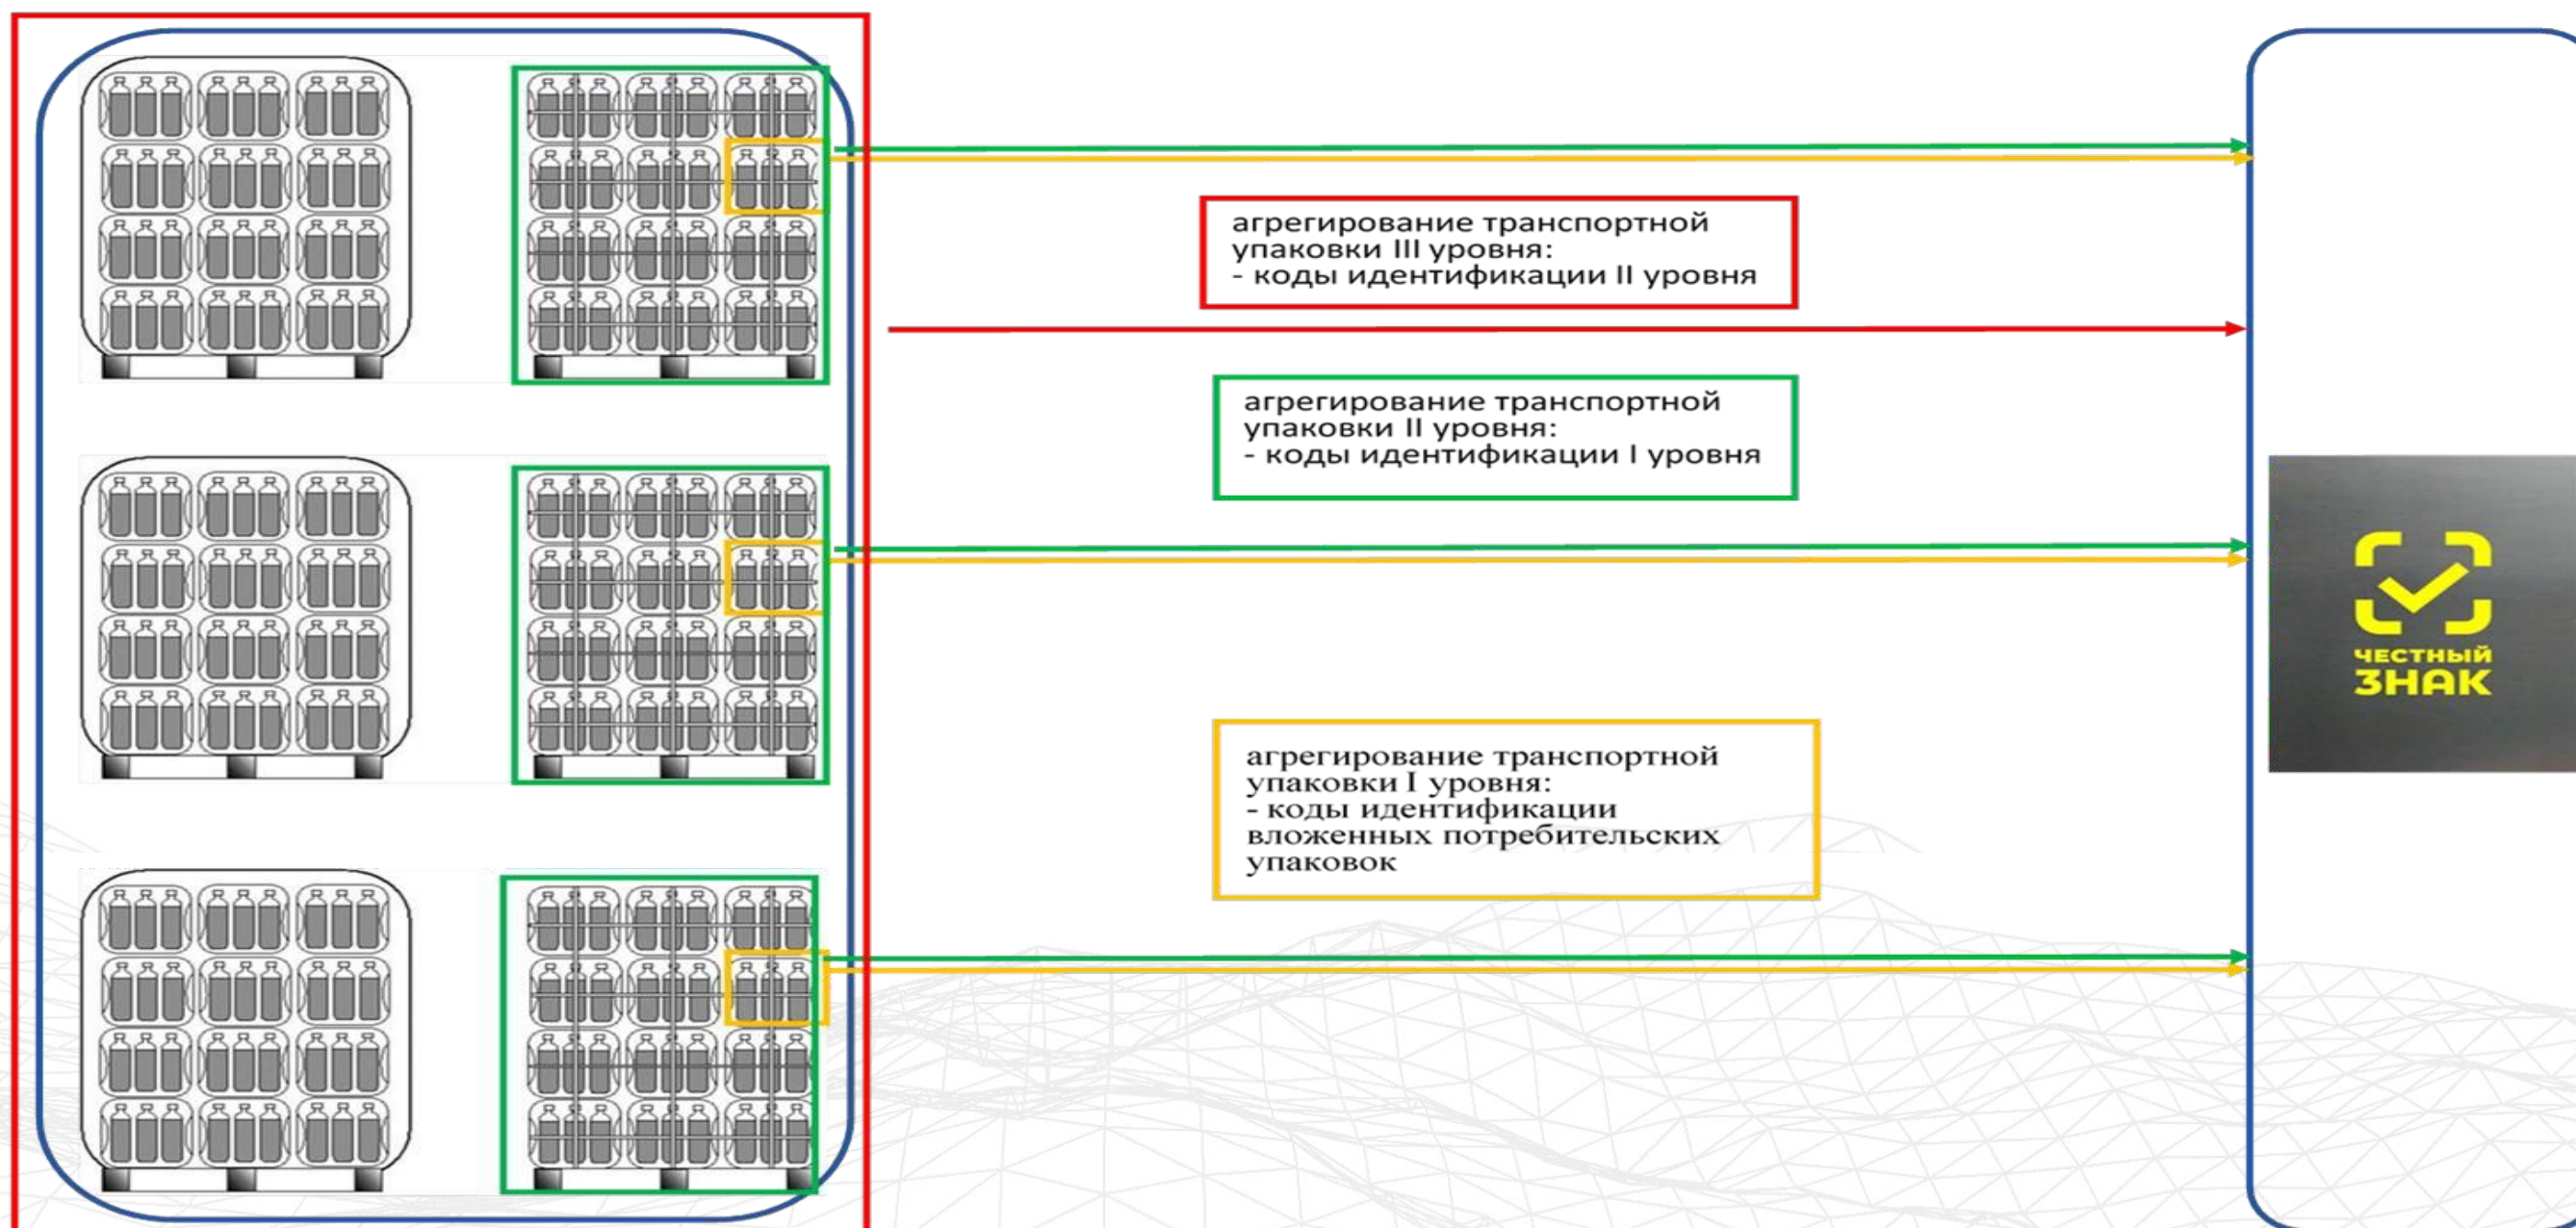 агрегирование транспортной
упаковки III уровня:
- коды идентификации II уровня
агрегирование транспортной
упаковки II уровня:
- коды идентификации I уровня
ЧЕСТНЫЙ
ЗНАК
агрегирование транспортной
упаковки I уровня:
- коды идентификации
вложенных потребительских
упаковок